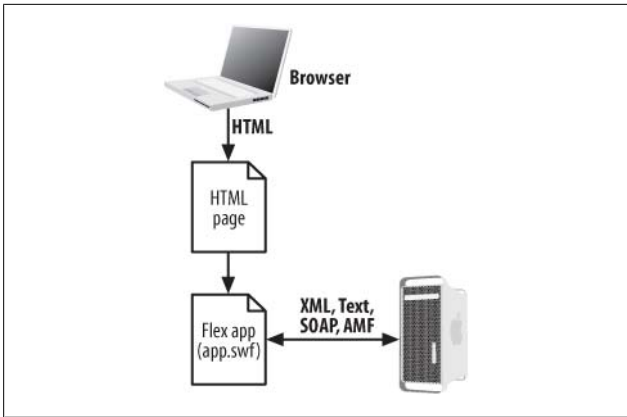 Browser
HTML
HTML
page
XML, Text,
SOAP, AMF
Flex app
(app.swf)